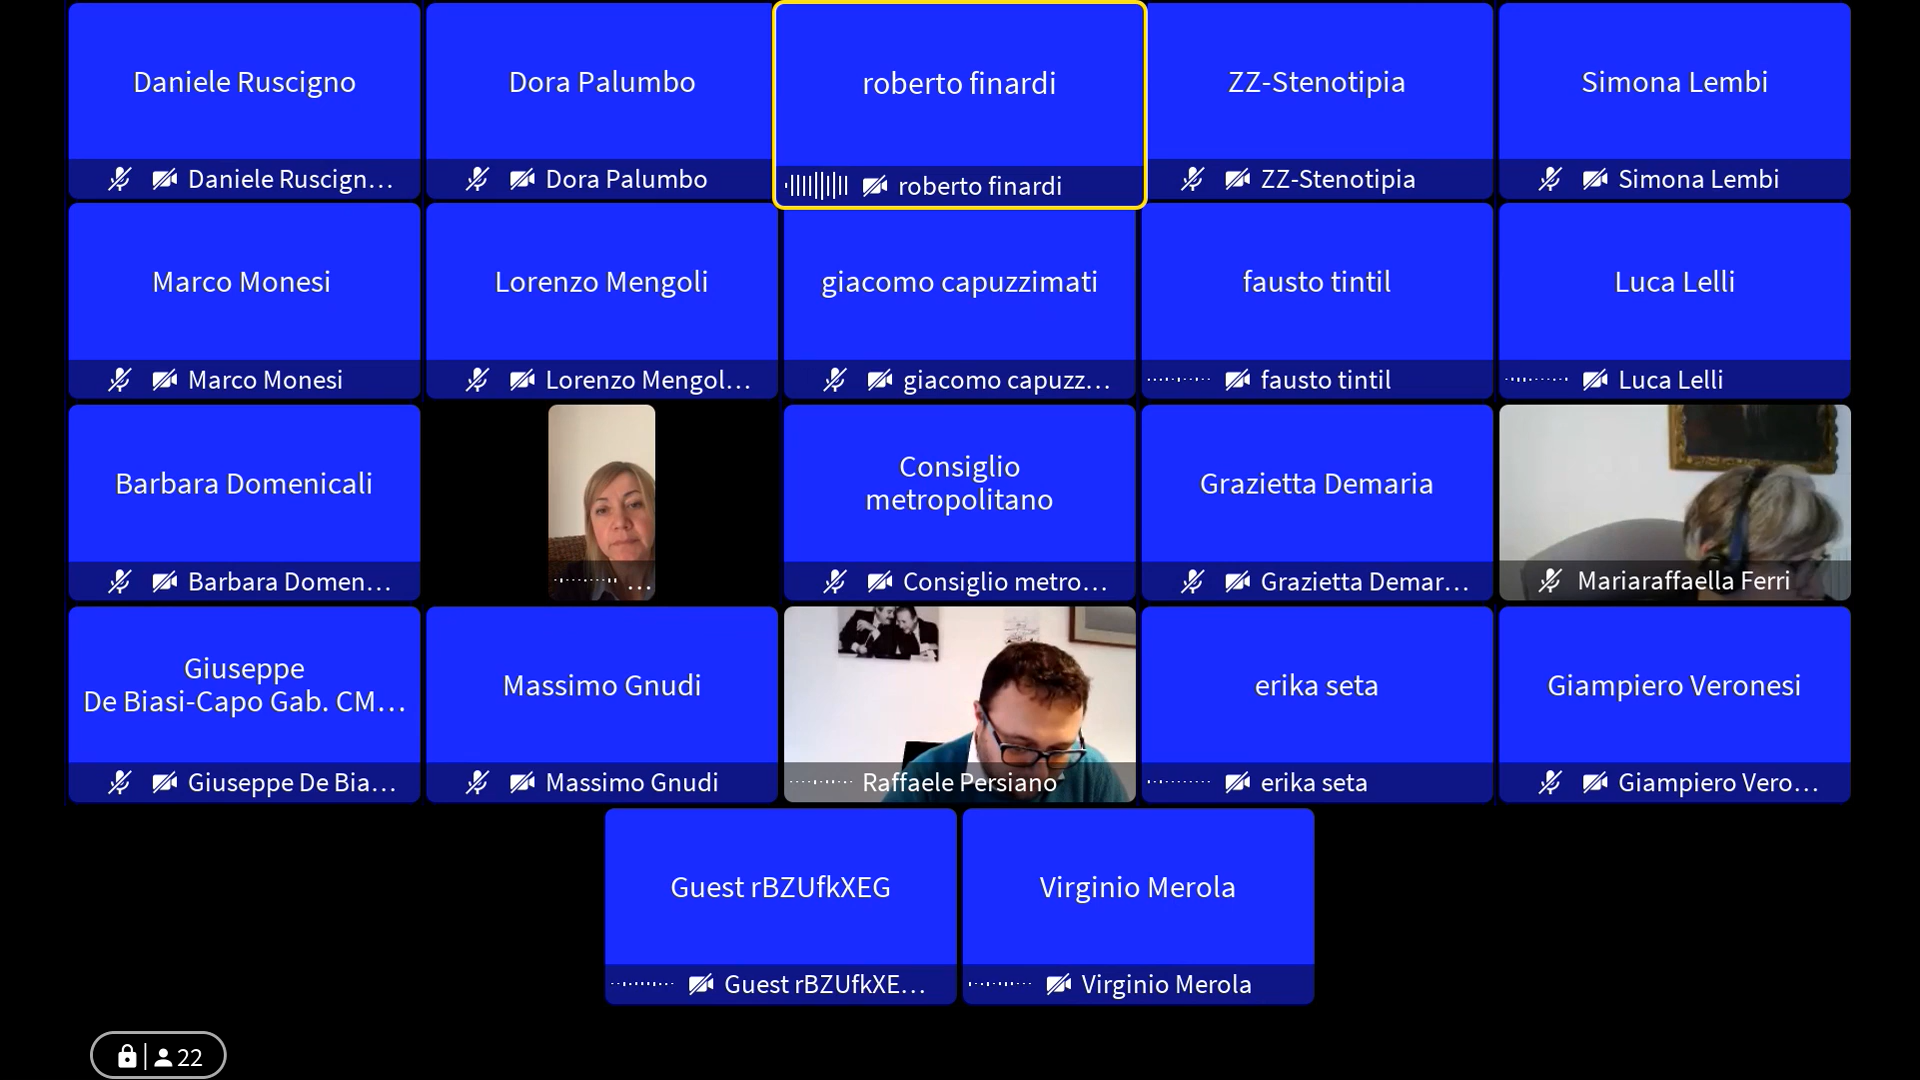 Daniele Ruscigno
Daniele Ruscign...
Dora Palumbo
Dora Palumbo
roberto finardi
roberto finardi
ZZ-Stenotipia
ZZ-Stenotipia
Simona Lembi
Simona Lembi
Marco Monesi
Marco Monesi
Lorenzo Mengoli
Lorenzo Mengol...
giacomo capuzzimati
giacomo capuzz...
fausto tintil
fausto tintil
Luca Lelli
Luca Lelli
Barbara Domenicali
Barbara Domen...
...
Consiglio
metropolitano
Consiglio metro...
Grazietta Demaria
Grazietta Demar...
Mariaraffaella Ferri
Giuseppe
De Biasi-Capo Gab. CM...
Giuseppe De Bia...
Massimo Gnudi
Massimo Gnudi
Raffaele Persiano
erika seta
erika seta
Giampiero Veronesi
Giampiero Vero...
Guest rBZUfkXEG
Guest rBZUfkXE...
Virginio Merola
Virginio Merola
22